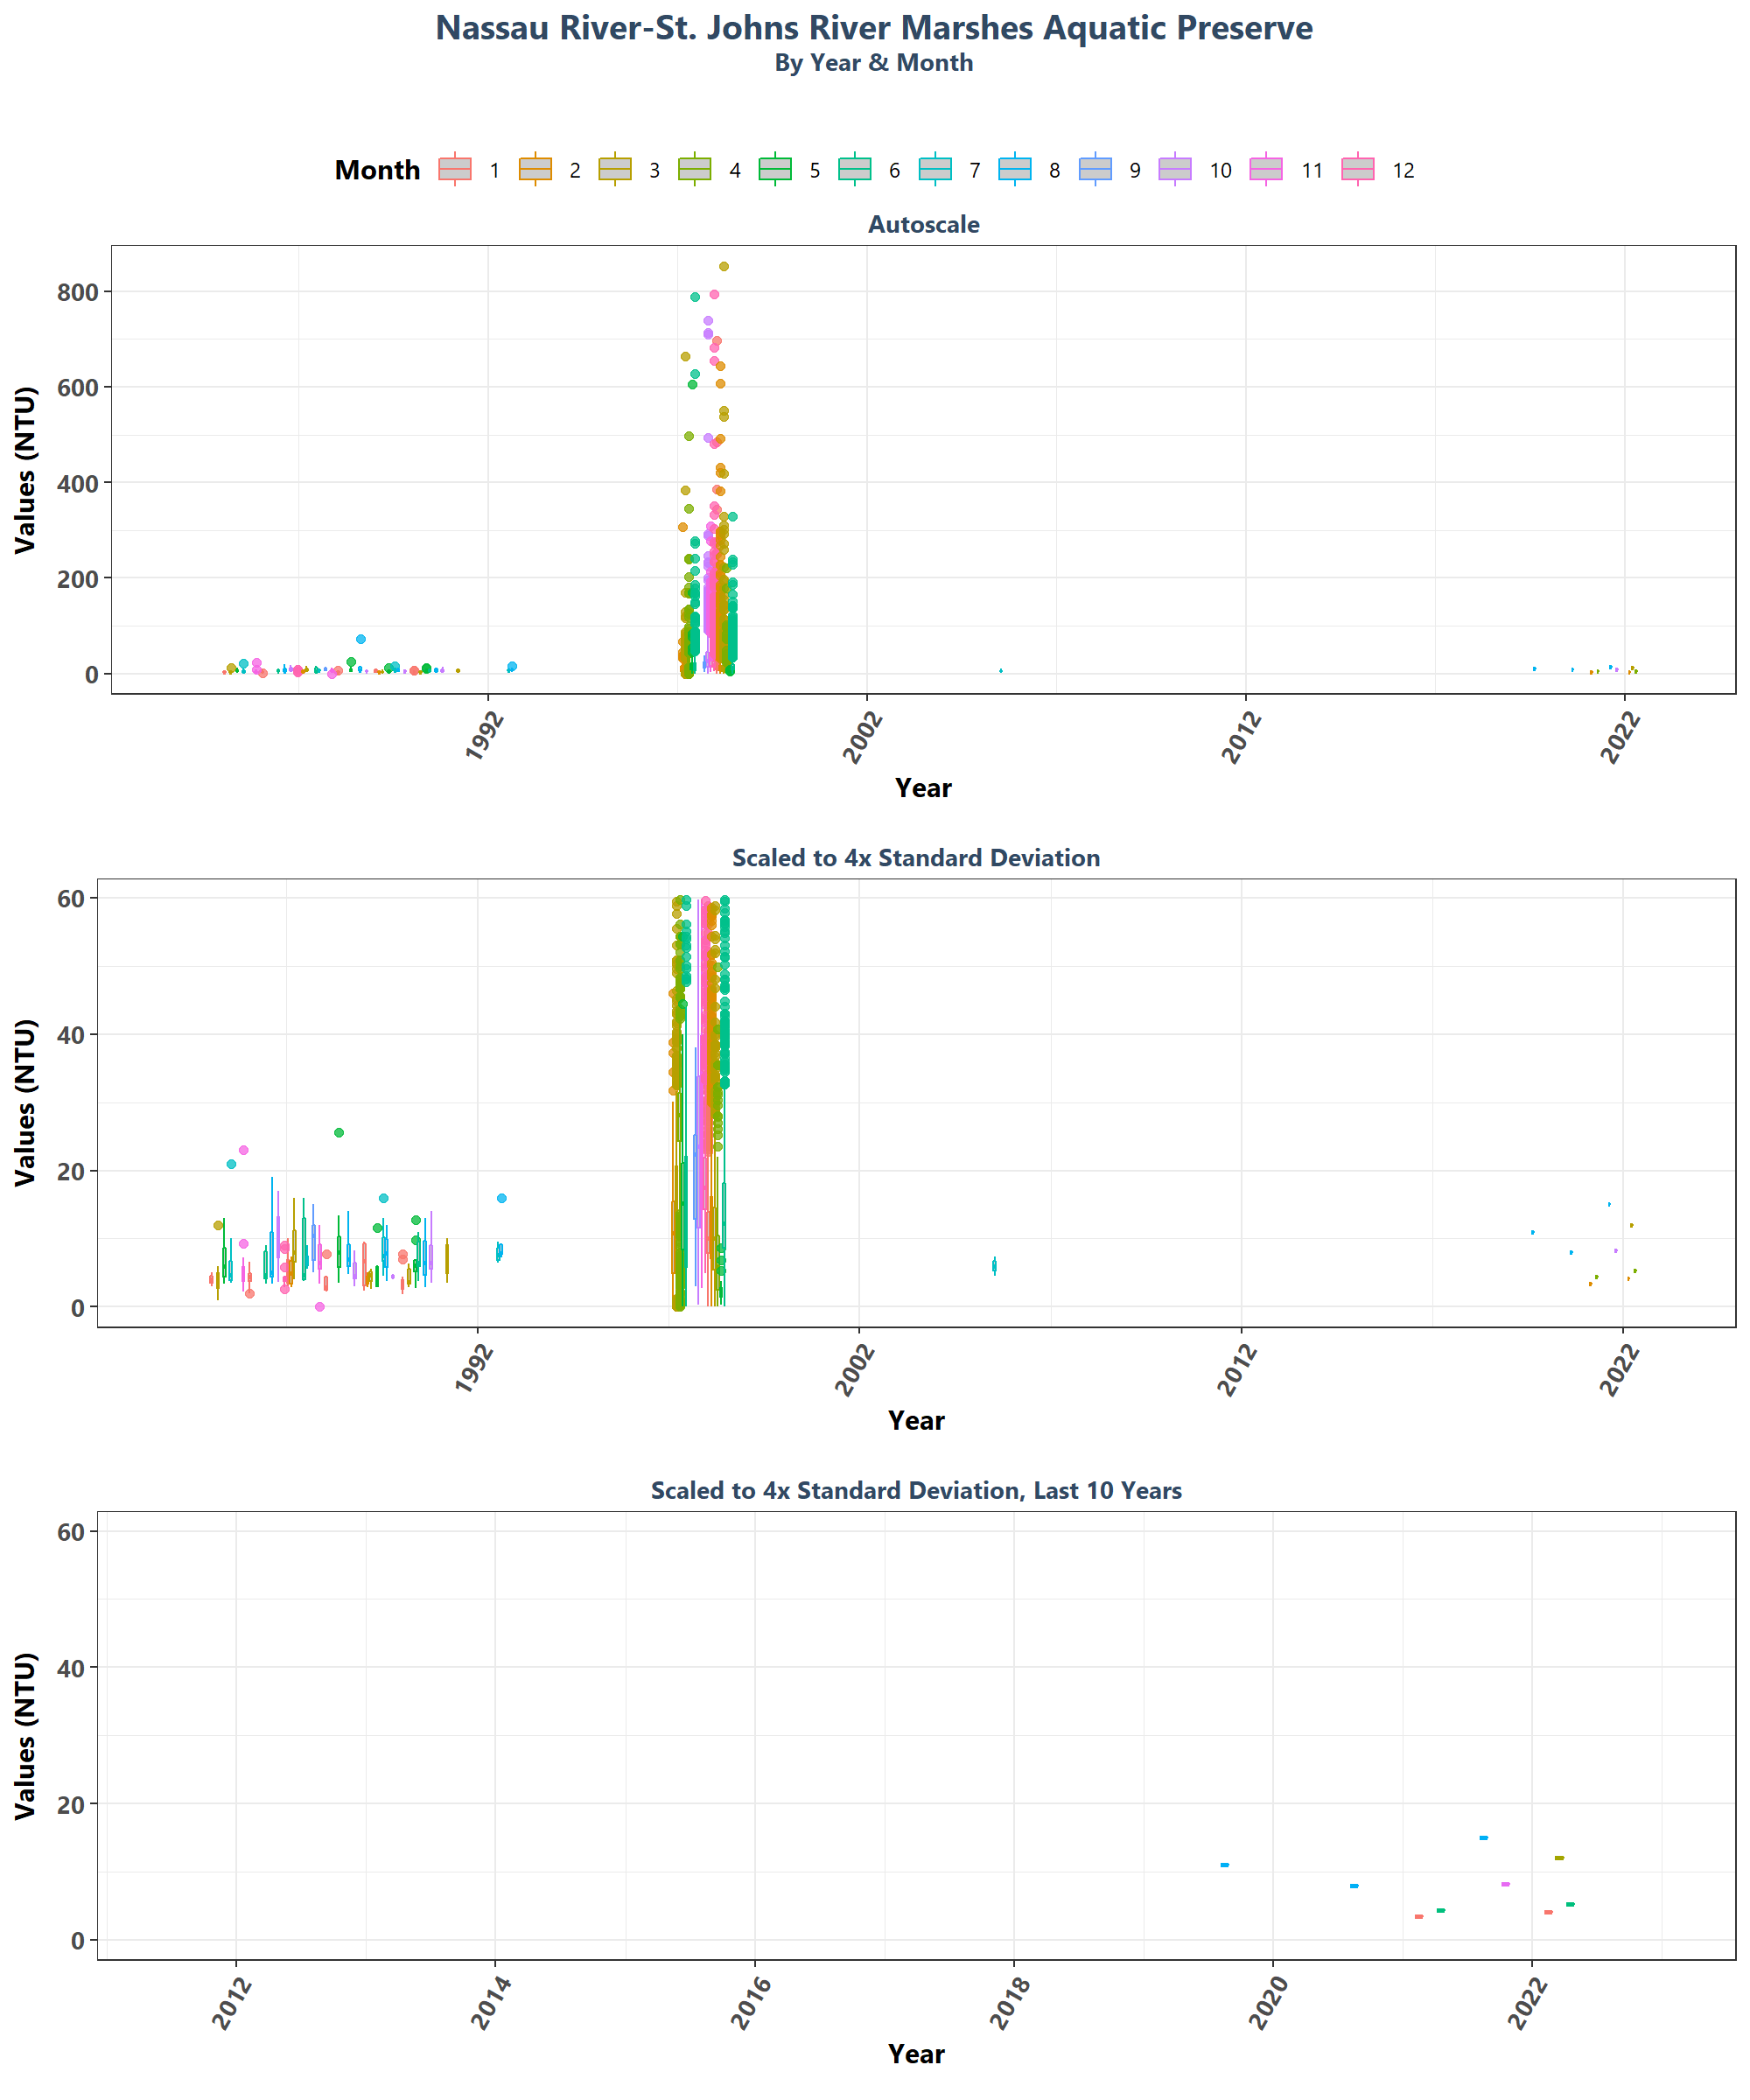 Nassau River-St. Johns River Marshes Aquatic Preserve
By Year & Month
Month 1 2 3 4 5 6 7 8 9 10 11 12
Autoscale
Values (NTU)
800
600
400
200
0
1992 2002 2012 2022
Year
Scaled to 4x Standard Deviation
Values (NTU)
60
40
20
0
1992 2002 2012 2022
Year
Scaled to 4x Standard Deviation, Last 10 Years
Values (NTU)
60
40
20
0
2012 2014 2016 2018 2020 2022
Year